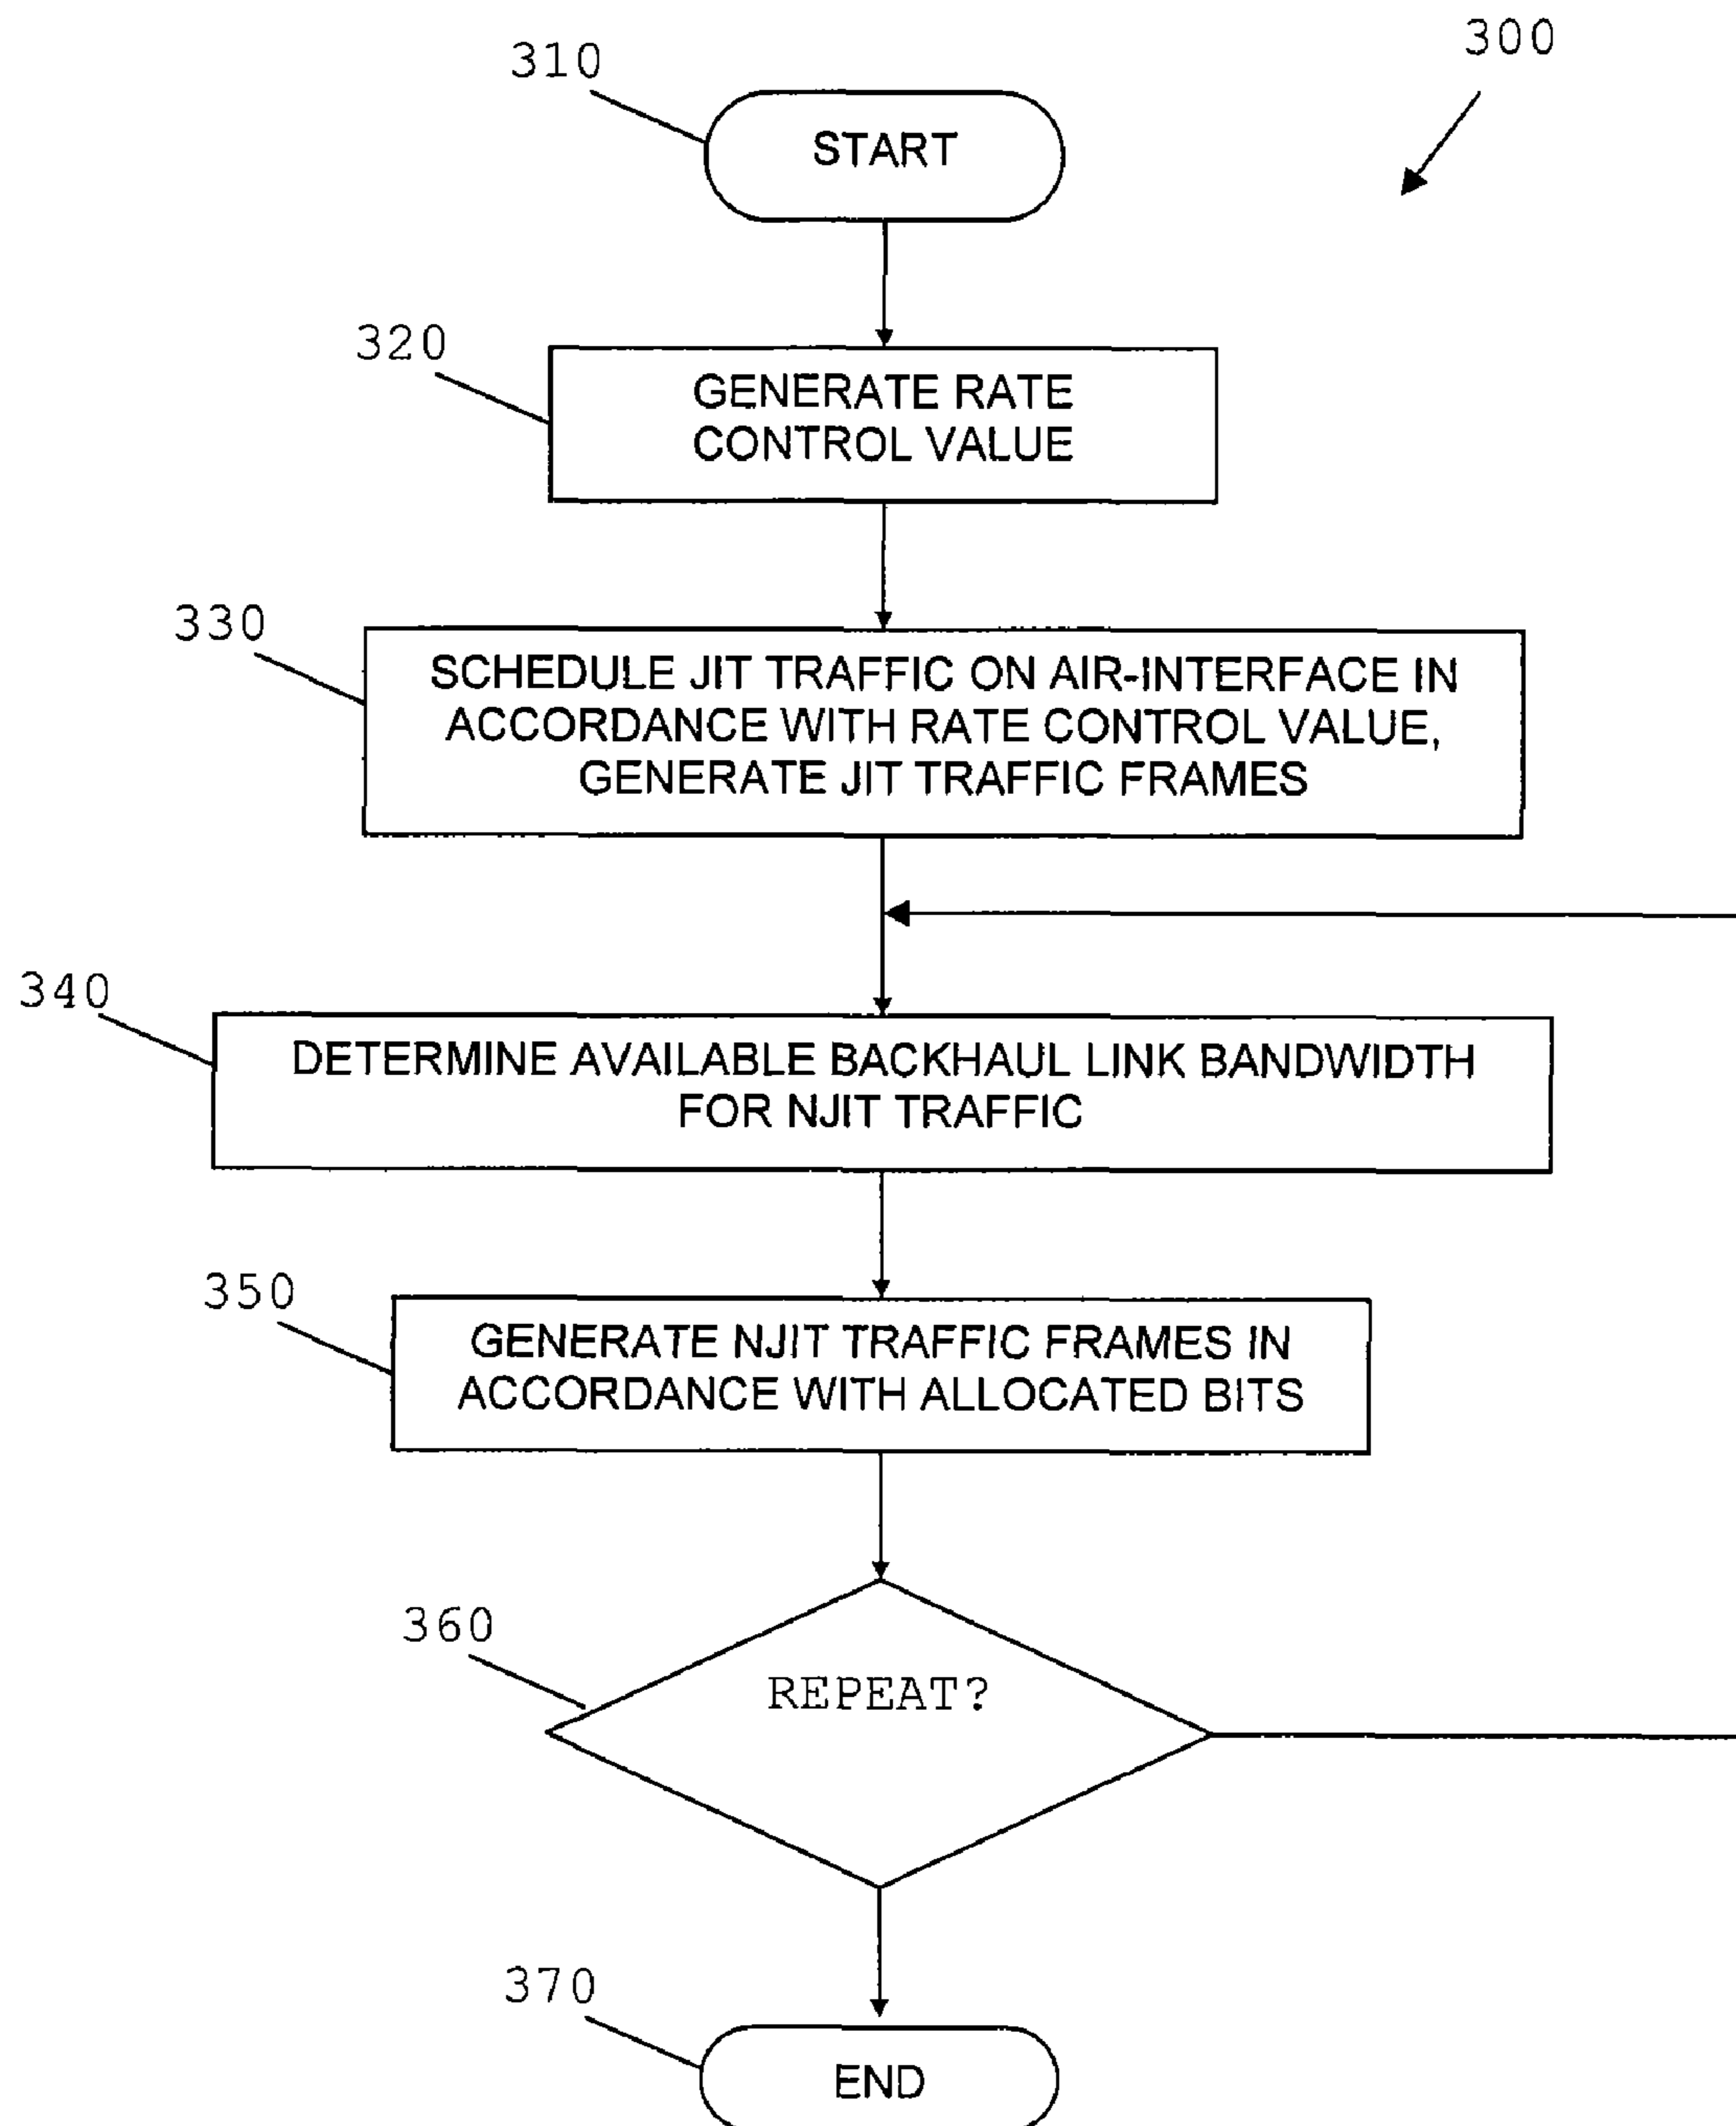 300
310
START
320
GENERATE RATE
CONTROL VALUE
330
SCHEDULE JIT TRAFFIC ON AIR-INTERFACE IN
ACCORDANCE WITH RATE CONTROL VALUE,
GENERATE JIT TRAFFIC FRAMES
340
DETERMINE AVAILABLE BACKHAUL LINK BANDWIDTH
FOR NJIT TRAFFIC
350
GENERATE NJIT TRAFFIC FRAMES IN
ACCORDANCE WITH ALLOCATED BITS
360
REPEAT?
370
END